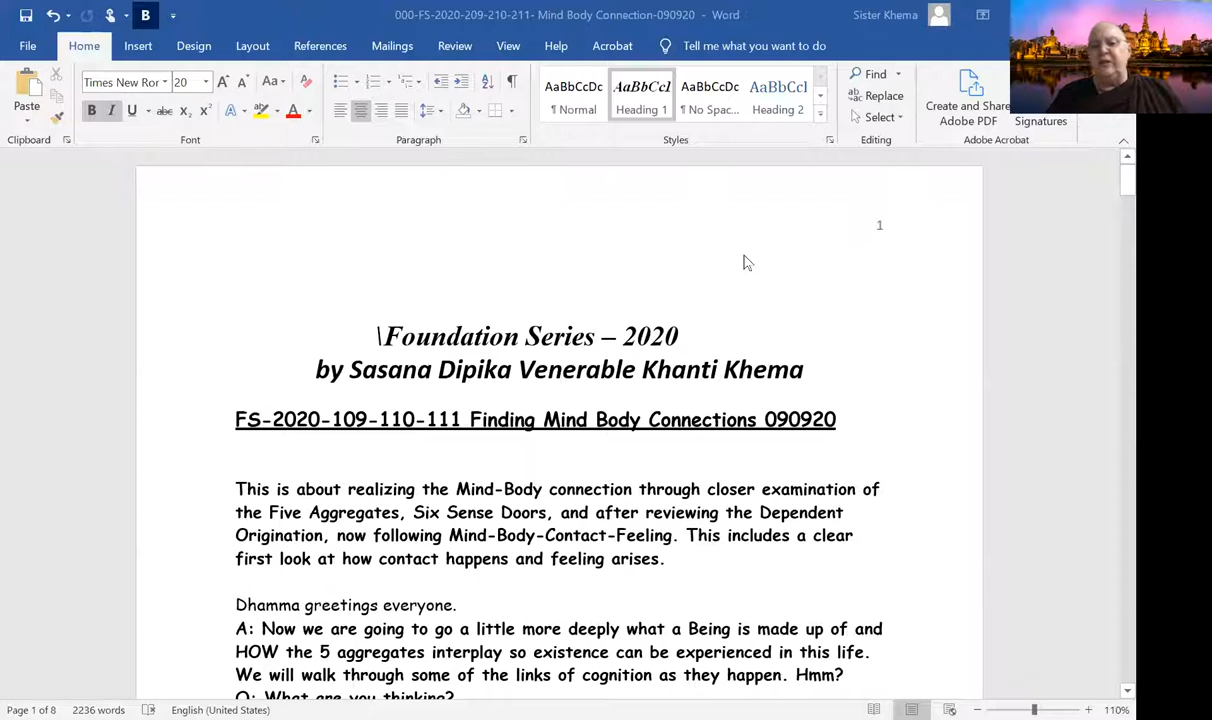 000-FS-2020-209-210-211- Mind Body Connection-090920 - Word
Sister Khema
File Home Insert Design Layout References Mailings Review View Help Acrobat Tell me what you want to do
Paste
Clipboard
Times New Ror 20
Font
Paragraph
AaBbCcDc AaBbCcl AaBbCcDc AaBbCcl
¶ Normal Heading 1 ¶ No Spac... Heading 2
Styles
Find
Replace
Select
Editing
Create and Share
Adobe PDF
Signatures
Adobe Acrobat
1
\Foundation Series – 2020
by Sasana Dipika Venerable Khanti Khema
FS-2020-109-110-111 Finding Mind Body Connections 090920
This is about realizing the Mind-Body connection through closer examination of
the Five Aggregates, Six Sense Doors, and after reviewing the Dependent
Origination, now following Mind-Body-Contact-Feeling. This includes a clear
first look at how contact happens and feeling arises.
Dhamma greetings everyone.
A: Now we are going to go a little more deeply what a Being is made up of and
HOW the 5 aggregates interplay so existence can be experienced in this life.
We will walk through some of the links of cognition as they happen. Hmm?
Q: What are you thinking?
Page 1 of 8 2236 words English (United States) 110%